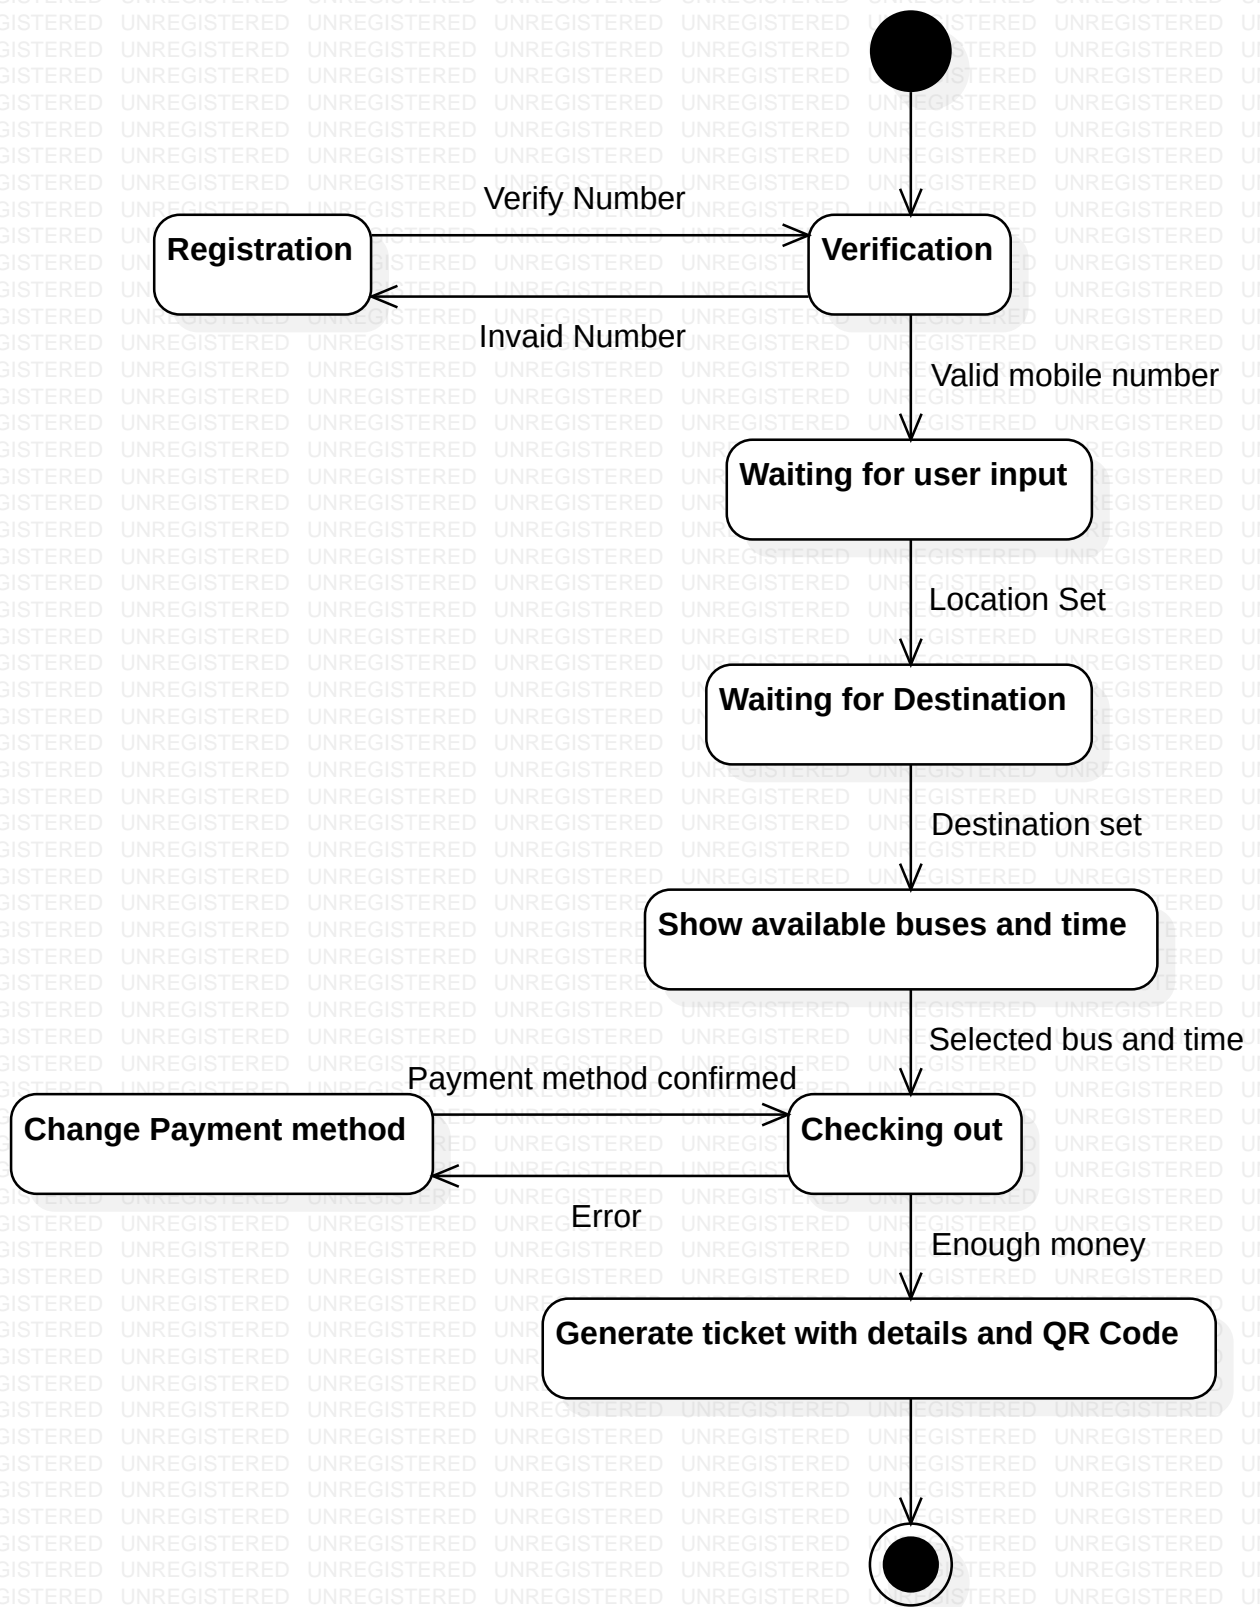 Verify Number
Registration
Verification
Invaid Number
Valid mobile number
Waiting for user input
Location Set
Waiting for Destination
Destination set
Show available buses and time
Selected bus and time
Payment method confirmed
Change Payment method
Checking out
Error
Enough money
Generate ticket with details and QR Code
UNREGISTERED